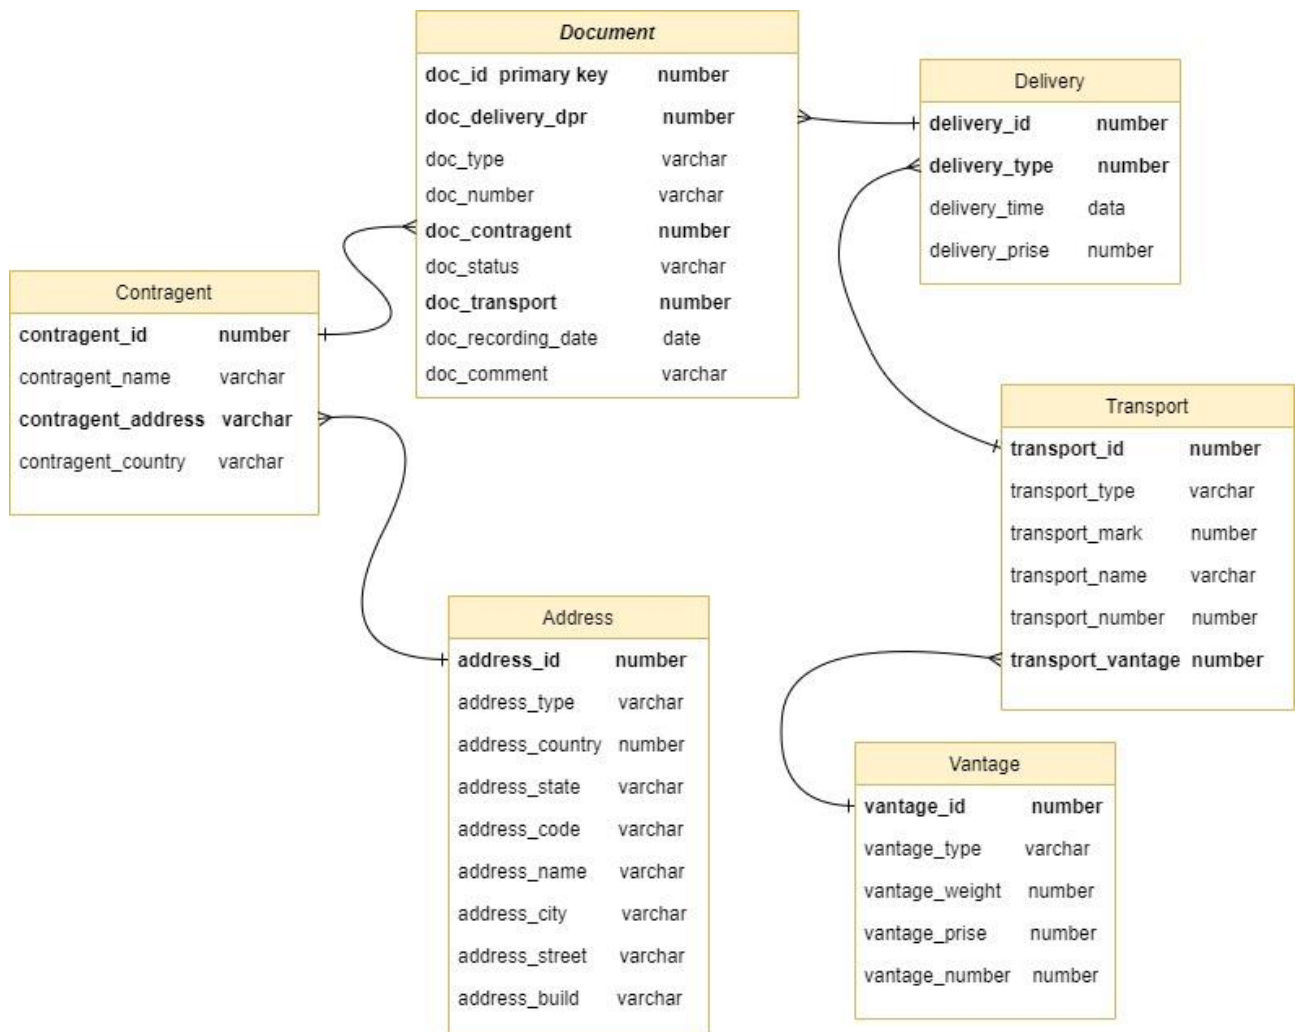 Document
doc_id primary key number
doc_delivery_dpr number
doc_type varchar
doc_number varchar
doc_contragent number
doc_status varchar
doc_transport number
doc_recording_date date
doc_comment varchar
Delivery
delivery_id number
delivery_type number
delivery_time data
delivery_prise number
Contragent
contragent_id number
contragent_name varchar
contragent_address varchar
contragent_country varchar
Transport
transport_id number
transport_type varchar
transport_mark number
transport_name varchar
transport_number number
transport_vantage number
Address
address_id number
address_type varchar
address_country number
address_state varchar
address_code varchar
address_name varchar
address_city varchar
address_street varchar
address_build varchar
Vantage
vantage_id number
vantage_type varchar
vantage_weight number
vantage_prise number
vantage_number number